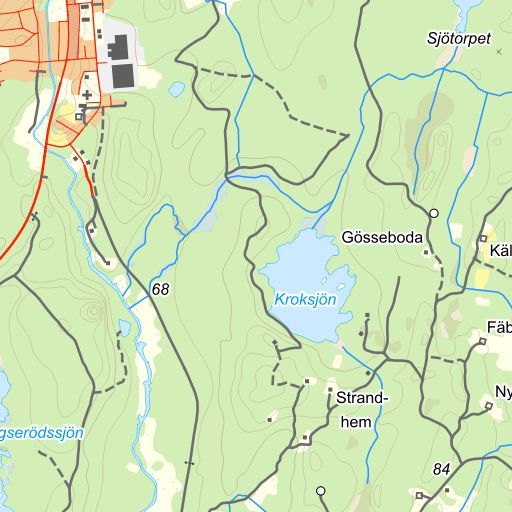 Sjötorpet
Gösseboda
Käl
68
Kroksjön
Fäb
Strand-
hem
Ny
gserödssjön
84